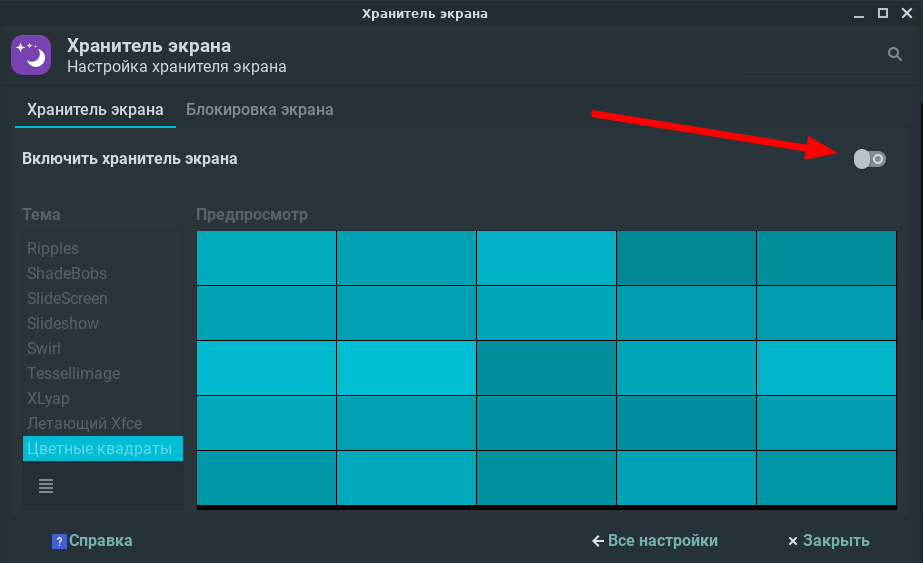 Хранитель экрана
Хранитель экрана
Настройка хранителя экрана
Хранитель экрана Блокировка экрана
Включить хранитель экрана
Тема Предпросмотр
Ripples
ShadeBobs
SlideScreen
Slideshow
Swirl
Tessellimage
XLyap
Летающий Xfce
Цветные квадраты
? Справка Все настройки Закрыть